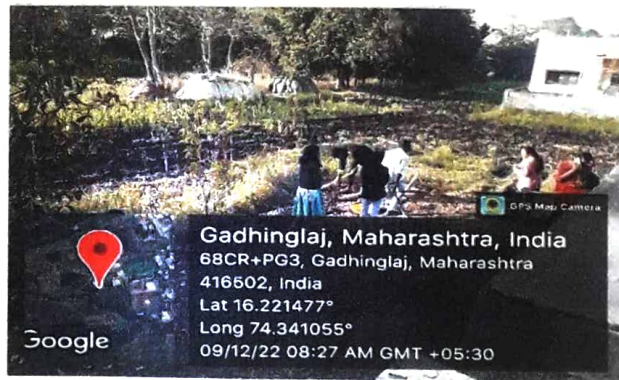 GPS Map Camera
Gadhinglaj, Maharashtra, India
68CR+PG3, Gadhinglaj, Maharashtra
416502, India
Lat 16.221477°
Long 74.341055°
09/12/22 08:27 AM GMT +05:30
Google